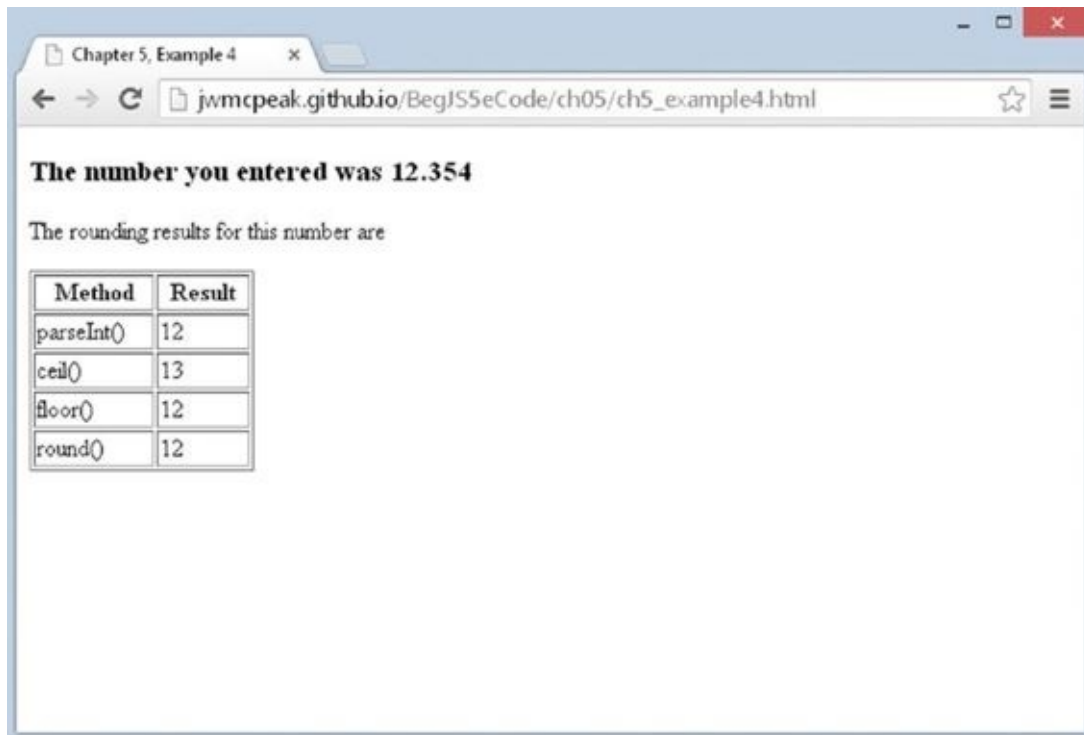 Chapter 5, Example 4
jwmcpeak.github.io/BegJS5eCode/ch05/ch5_example4.html
The number you entered was 12.354
The rounding results for this number are
Method Result
parseInt() 12
ceil() 13
floor() 12
round() 12